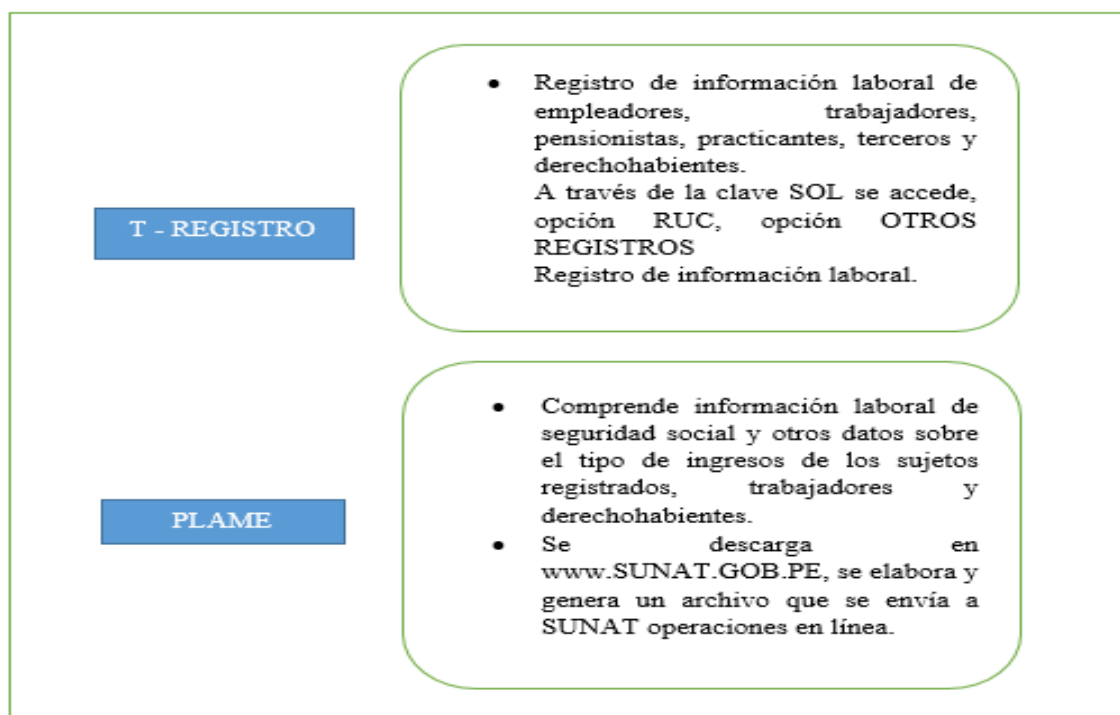 T - REGISTRO
• Registro de información laboral de
empleadores, trabajadores,
pensionistas, practicantes, terceros y
derechohabientes.
A través de la clave SOL se accede,
opción RUC, opción OTROS
REGISTROS
Registro de información laboral.
PLAME
• Comprende información laboral de
seguridad social y otros datos sobre
el tipo de ingresos de los sujetos
registrados, trabajadores y
derechohabientes.
• Se descarga en
www.SUNAT.GOB.PE, se elabora y
genera un archivo que se envía a
SUNAT operaciones en línea.